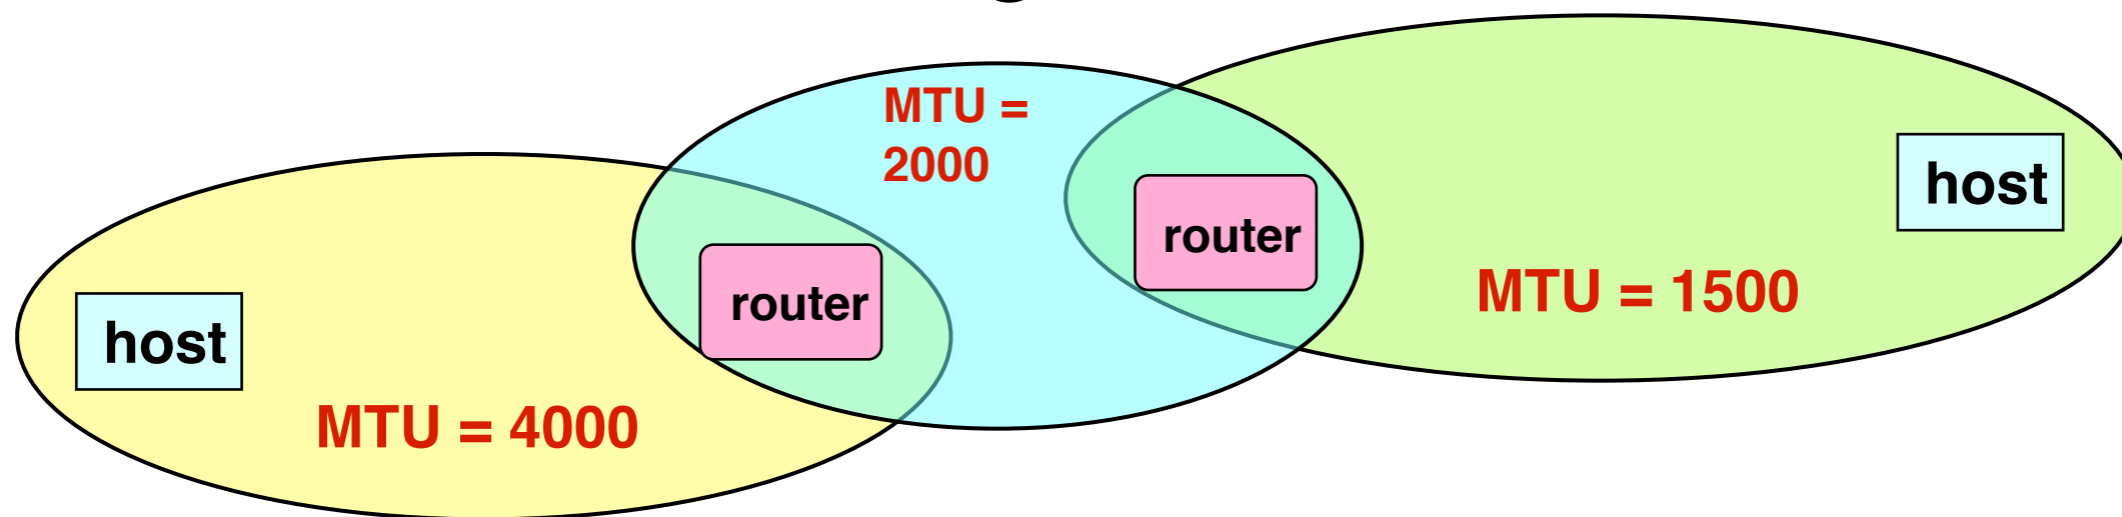 MTU =
2000
host
router
router
MTU = 1500
host
MTU = 4000